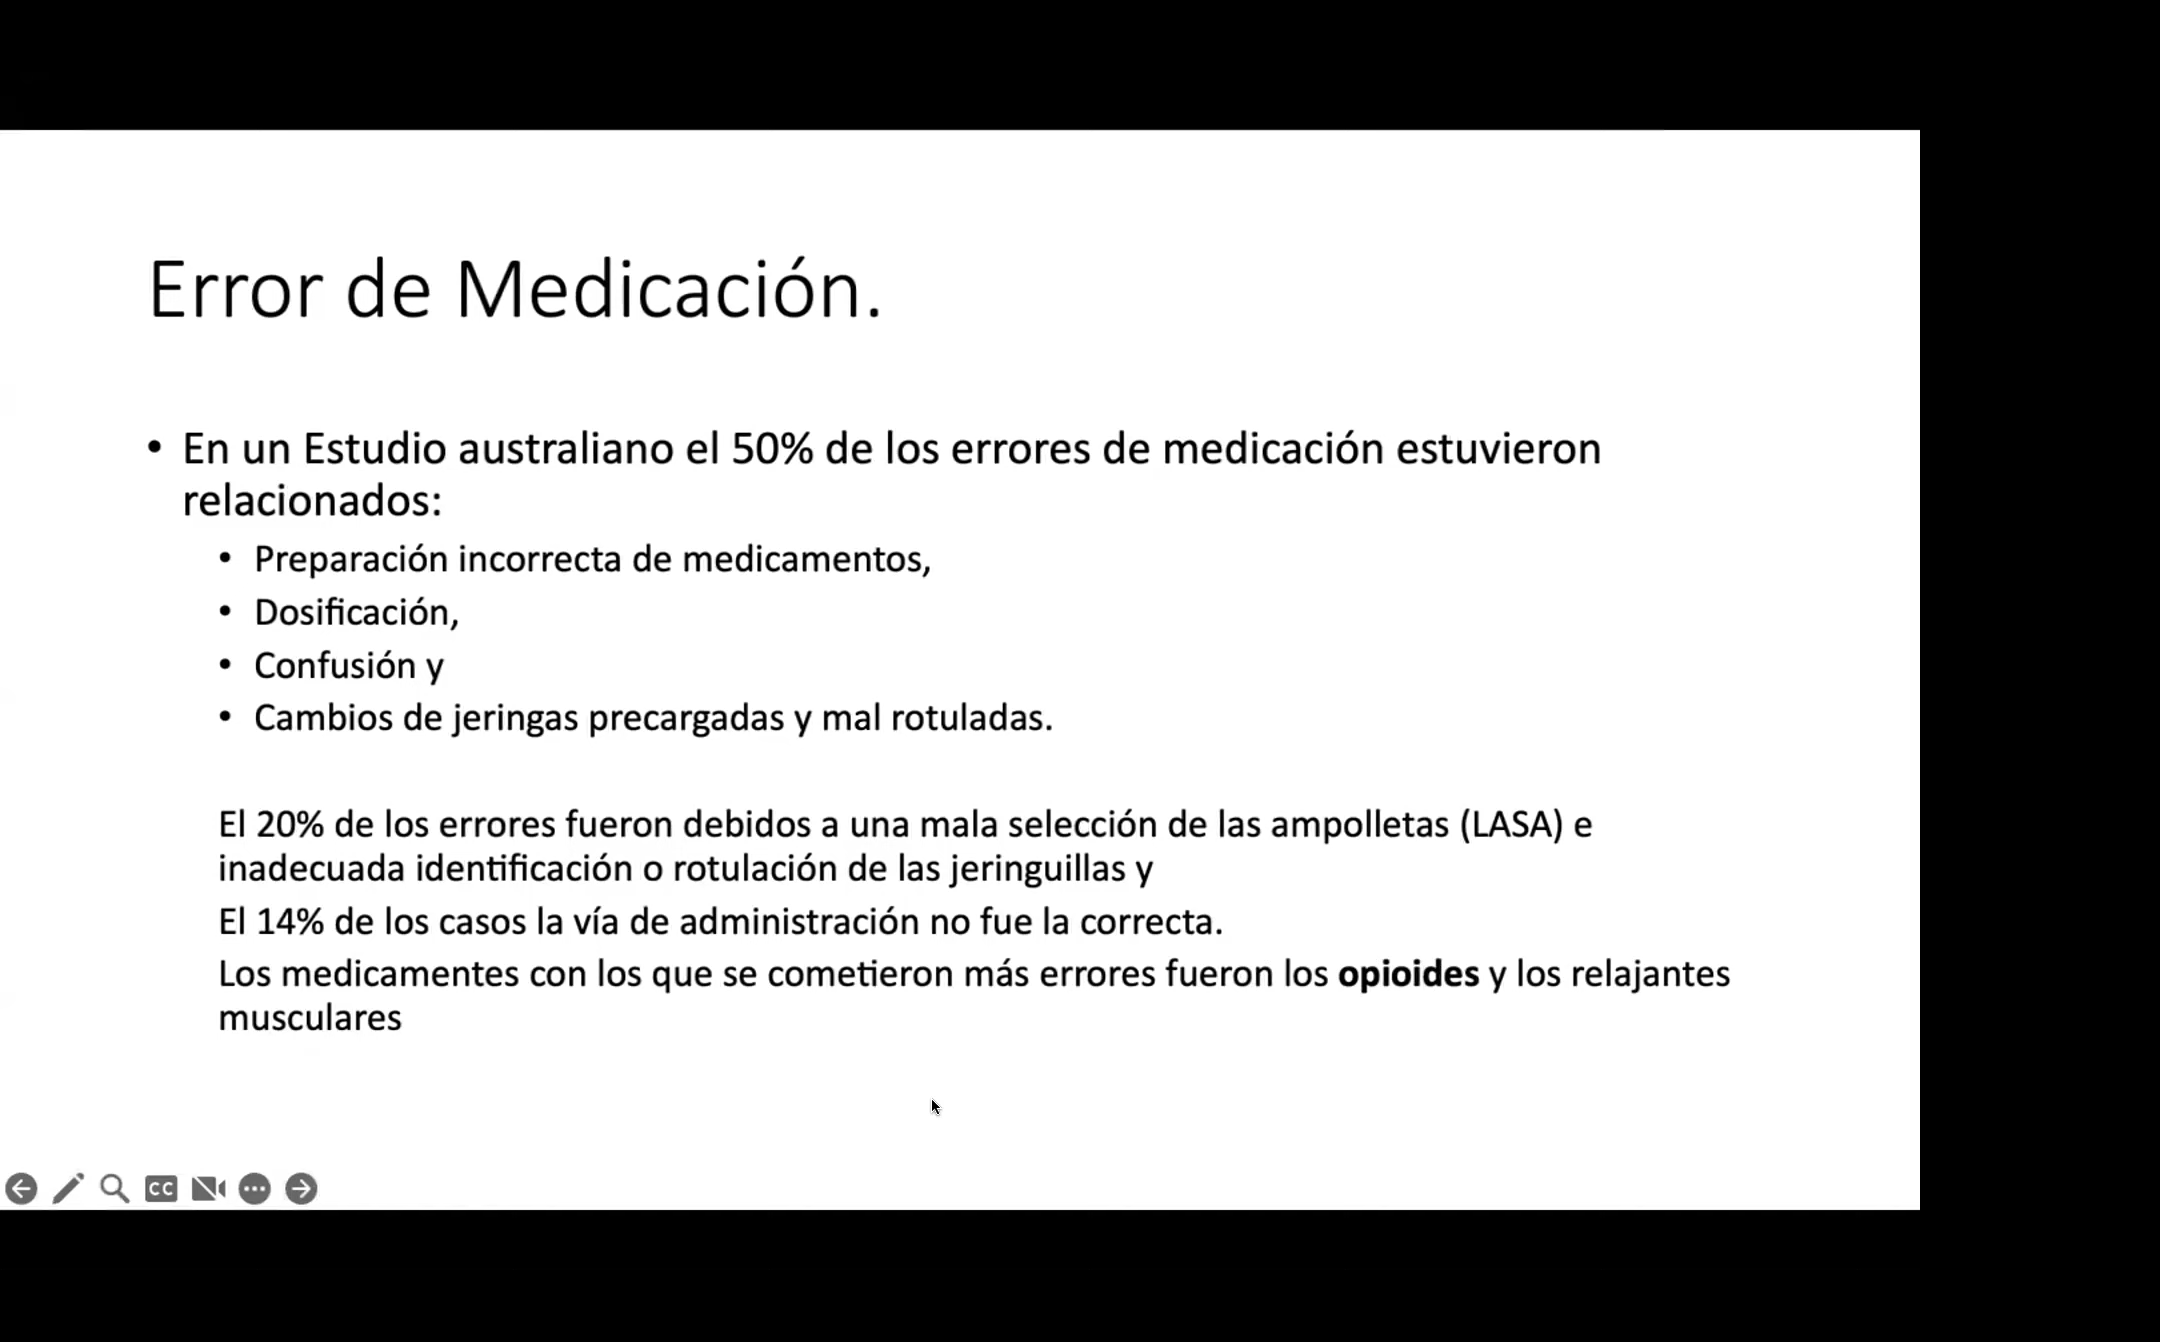 Error de Medicación.
• En un Estudio australiano el 50% de los errores de medicación estuvieron
relacionados:
• Preparación incorrecta de medicamentos,
• Dosificación,
• Confusión y
• Cambios de jeringas precargadas y mal rotuladas.
El 20% de los errores fueron debidos a una mala selección de las ampolletas (LASA) e
inadecuada identificación o rotulación de las jeringuillas y
El 14% de los casos la vía de administración no fue la correcta.
Los medicamentes con los que se cometieron más errores fueron los opioides y los relajantes
musculares
CC